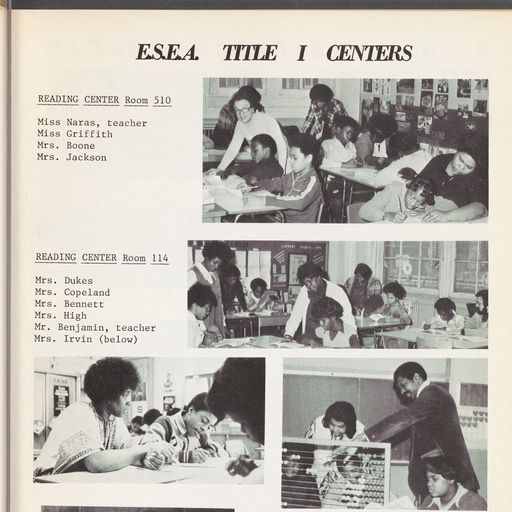 E.S.E.A. TITLE I CENTERS
READING CENTER Room 510
Miss Naras, teacher
Miss Griffith
Mrs. Boone
Mrs. Jackson
READING CENTER Room 114
Mrs. Dukes
Mrs. Copeland
Mrs. Bennett
Mrs. High
Mr. Benjamin, teacher
Mrs. Irvin (below)